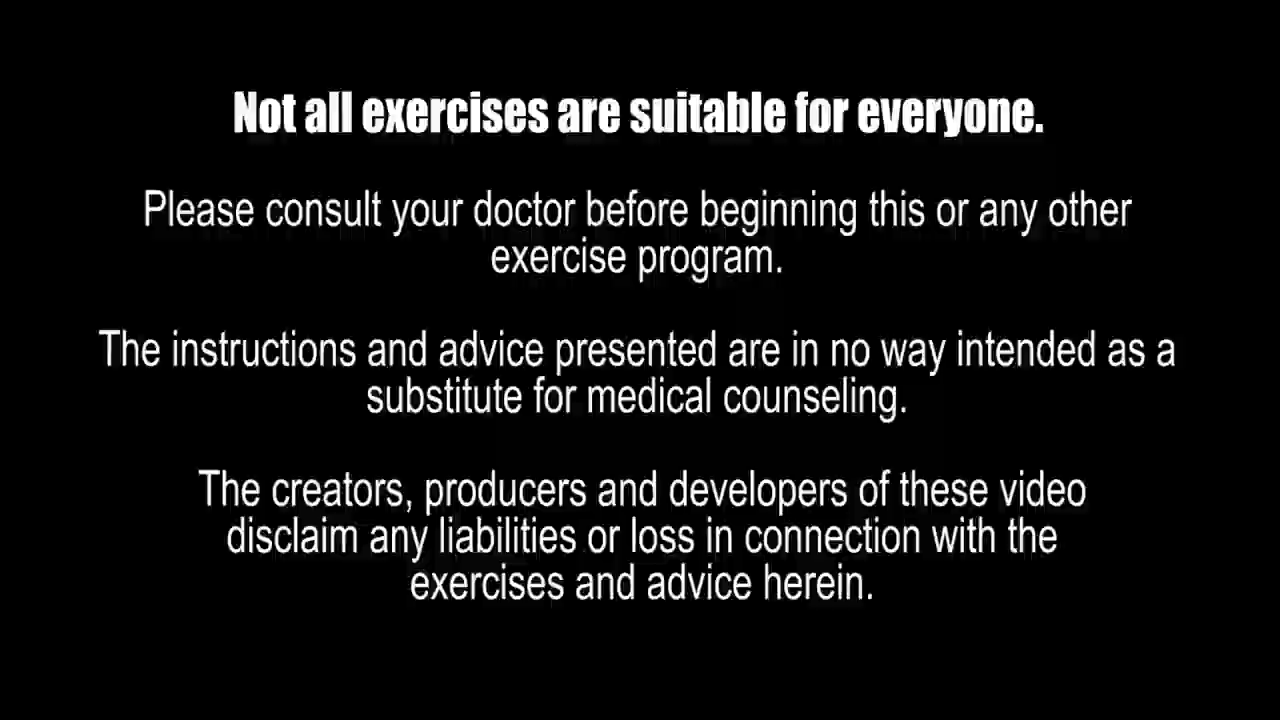 Not all exercises are suitable for everyone.
Please consult your doctor before beginning this or any other
exercise program.
The instructions and advice presented are in no way intended as a
substitute for medical counseling.
The creators, producers and developers of these video
disclaim any liabilities or loss in connection with the
exercises and advice herein.